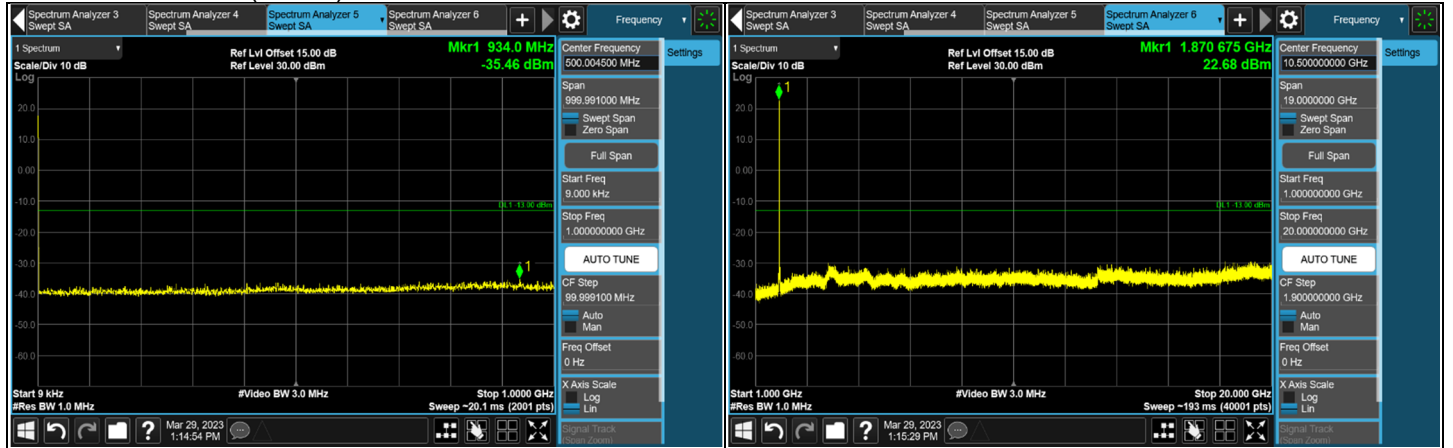 Spectrum Analyzer 3
Swept SA
Spectrum Analyzer 4
Swept SA
Spectrum Analyzer 5
Swept SA
Spectrum Analyzer 6
Swept SA
+
Frequency
1 Spectrum
Scale/Div 10 dB
Log
Ref Lvl Offset 15.00 dB
Ref Level 30.00 dBm
Mkr1 934.0 MHz
-35.46 dBm
20.0
10.0
0.00
-10.0
-20.0
-30.0
-40.0
-50.0
-60.0
DL1 -13.00 dBm
1
Start 9 kHz
#Res BW 1.0 MHz
#Video BW 3.0 MHz
Stop 1.0000 GHz
Sweep ~20.1 ms (2001 pts)
Center Frequency
500.004500 MHz
Span
999.991000 MHz
Swept Span
Zero Span
Full Span
Start Freq
9.000 kHz
Stop Freq
1.000000000 GHz
AUTO TUNE
CF Step
99.999100 MHz
Auto
Man
Freq Offset
0 Hz
X Axis Scale
Log
Lin
Signal Track
(Span Zoom)
Settings
?
Mar 29, 2023
1:14:54 PM
Spectrum Analyzer 3
Swept SA
Spectrum Analyzer 4
Swept SA
Spectrum Analyzer 5
Swept SA
Spectrum Analyzer 6
Swept SA
+
Frequency
1 Spectrum
Scale/Div 10 dB
Log
Ref Lvl Offset 15.00 dB
Ref Level 30.00 dBm
Mkr1 1.870 675 GHz
22.68 dBm
1
20.0
10.0
0.00
-10.0
-20.0
-30.0
-40.0
-50.0
-60.0
DL1 -13.00 dBm
Start 1.000 GHz
#Res BW 1.0 MHz
#Video BW 3.0 MHz
Stop 20.000 GHz
Sweep ~193 ms (40001 pts)
Center Frequency
10.500000000 GHz
Span
19.0000000 GHz
Swept Span
Zero Span
Full Span
Start Freq
1.000000000 GHz
Stop Freq
20.000000000 GHz
AUTO TUNE
CF Step
1.900000000 GHz
Auto
Man
Freq Offset
0 Hz
X Axis Scale
Log
Lin
Signal Track
(Span Zoom)
Settings
?
Mar 29, 2023
1:15:29 PM